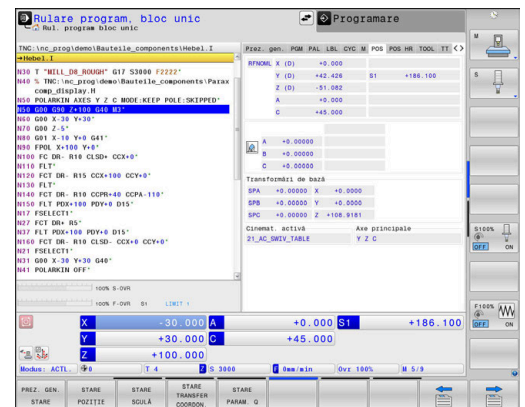 Rulare program, bloc unic
Rul. program bloc unic
Programare
TNC:\nc_prog\demo\Bauteile_components\Hebel.I
→Hebel.I
N30 T "MILL_D8_ROUGH" G17 S3000 F2222*
N40 % TNC:\nc_prog\demo\Bauteile_components\Parax
comp_display.H
N50 POLARKIN AXES Y Z C MODE:KEEP POLE:SKIPPED*
N50 G00 G90 Z+100 G40 M3*
N60 G00 X-30 Y+30*
N70 G00 Z-5*
N80 G01 X-10 Y+0 G41*
N90 FPOL X+100 Y+0*
N100 FC DR- R10 CLSD+ CCX+0*
N110 FLT*
N120 FCT DR- R15 CCX+100 CCY+0*
N130 FLT*
N140 FCT DR- R10 CCPR+40 CCPA-110*
N150 FLT PDX+100 PDY+0 D15*
N17 FSELECT1*
N27 FCT DR+ R5*
N37 FLT PDX+100 PDY+0 D15*
N160 FCT DR- R10 CLSD- CCX+0 CCY+0*
N21 FSELECT1*
N31 G00 X-30 Y+30 G40*
N41 POLARKIN OFF*
100% S-OVR
100% F-OVR S1 LIMIT 1
Prez. gen. PGM PAL LBL CYC M POS POS HR TOOL TT
RFNOML X (D) +0.000
Y (D) +42.426 S1 +186.100
Z (D) -51.082
A +0.000
C +45.000
A +0.00000
B +0.00000
C +0.00000
Transformări de bază
SPA +0.00000 X +0.0000
SPB +0.00000 Y +0.0000
SPC +0.00000 Z +108.9181
Cinemat. activă Axe principale
21_AC_SWIV_TABLE Y Z C
X -30.000 A +0.000 S1 +186.100
Y +30.000 C +45.000
Z +100.000
Modus: ACTL. 0 T 4 Z S 3000 F 0mm/min Ovr 100% M 5/9
PREZ. GEN.
STARE
STARE
POZIŢIE
STARE
SCULĂ
STARE
TRANSFER
COORDON.
STARE
PARAM. Q
M
S
S100%
OFF ON
F100%
OFF ON